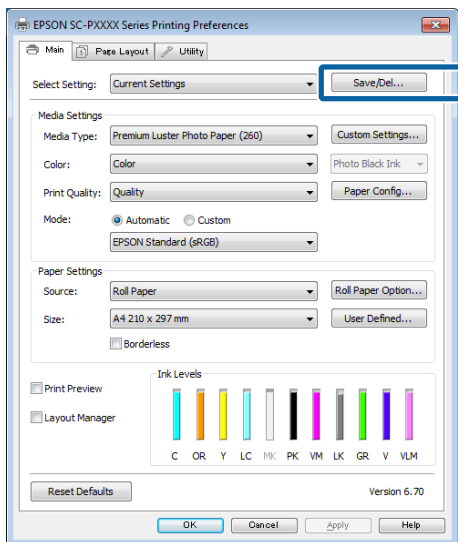 EPSON SC-PXXXX Series Printing Preferences
Main Page Layout Utility
Select Setting: Current Settings Save/Del...
Media Settings
Media Type: Premium Luster Photo Paper (260) Custom Settings...
Color: Color Photo Black Ink
Print Quality: Quality Paper Config...
Mode: Automatic Custom
EPSON Standard (sRGB)
Paper Settings
Source: Roll Paper Roll Paper Option...
Size: A4 210 x 297 mm User Defined...
Borderless
Ink Levels
Print Preview
Layout Manager
C OR Y LC MK PK VM LK GR V VLM
Reset Defaults Version 6.70
OK Cancel Apply Help